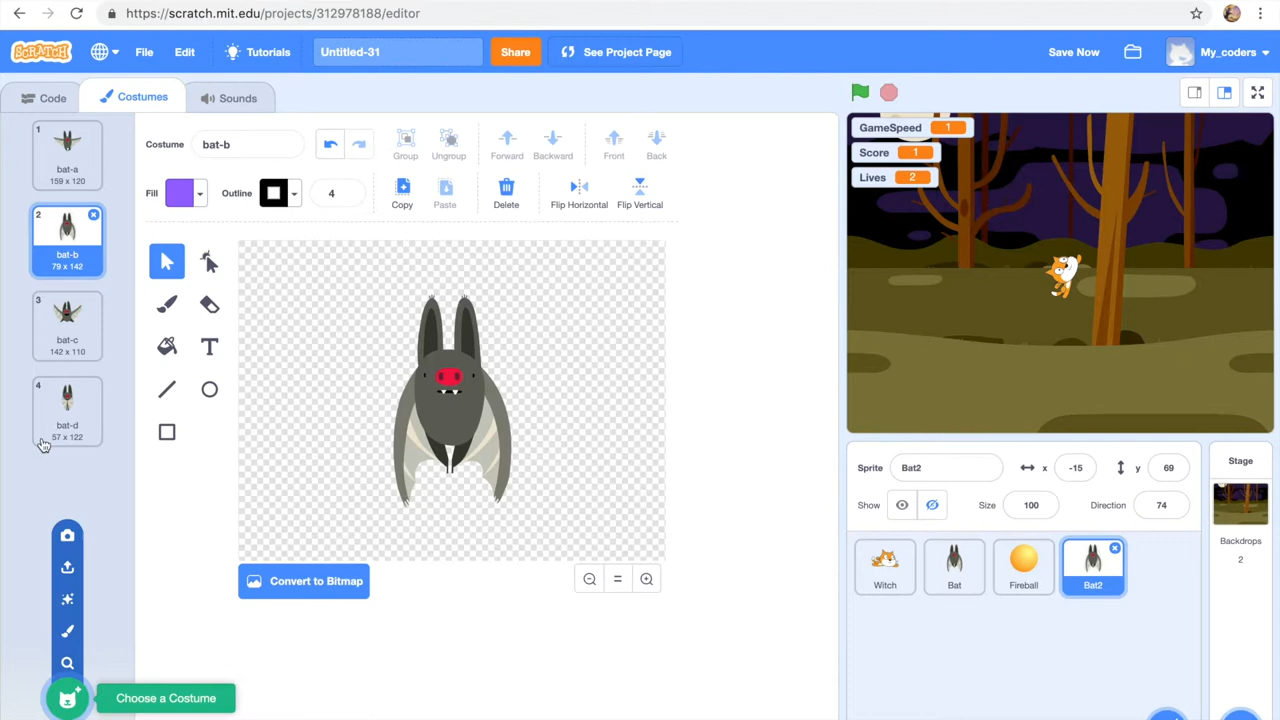 https://scratch.mit.edu/projects/312978188/editor
SCRATCH File Edit Tutorials Untitled-31 Share See Project Page Save Now My_coders
Code Costumes Sounds
1
bat-a
159 x 120
2
bat-b
79 x 142
3
bat-c
142 x 110
4
bat-d
57 x 122
Choose a Costume
Costume bat-b Group Ungroup Forward Backward Front Back
Fill Outline 4 Copy Paste Delete Flip Horizontal Flip Vertical
T
Convert to Bitmap
GameSpeed 1
Score 1
Lives 2
Sprite Bat2 x -15 y 69
Show Size 100 Direction 74
Witch Bat Fireball Bat2
Stage
Backdrops
2